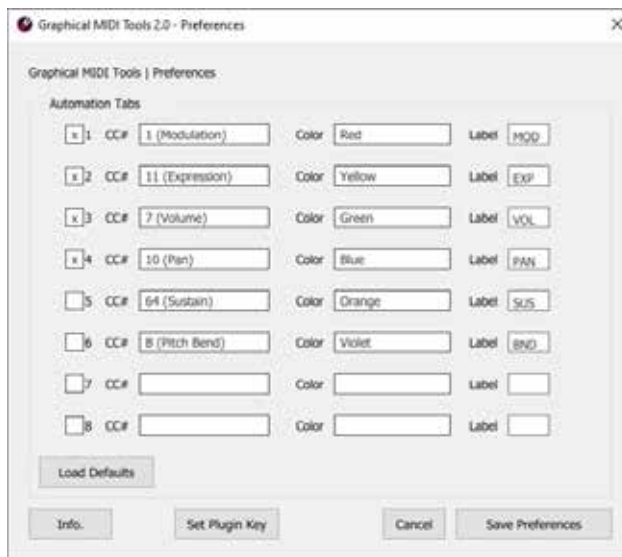 Graphical MIDI Tools 2.0 - Preferences
Graphical MIDI Tools | Preferences
Automation Tabs
x 1 CC# 1 (Modulation) Color Red Label MOD
x 2 CC# 11 (Expression) Color Yellow Label EXP
x 3 CC# 7 (Volume) Color Green Label VOL
x 4 CC# 10 (Pan) Color Blue Label PAN
5 CC# 64 (Sustain) Color Orange Label SUS
6 CC# 8 (Pitch Bend) Color Violet Label BND
7 CC# Color Label
8 CC# Color Label
Load Defaults
Info. Set Plugin Key Cancel Save Preferences